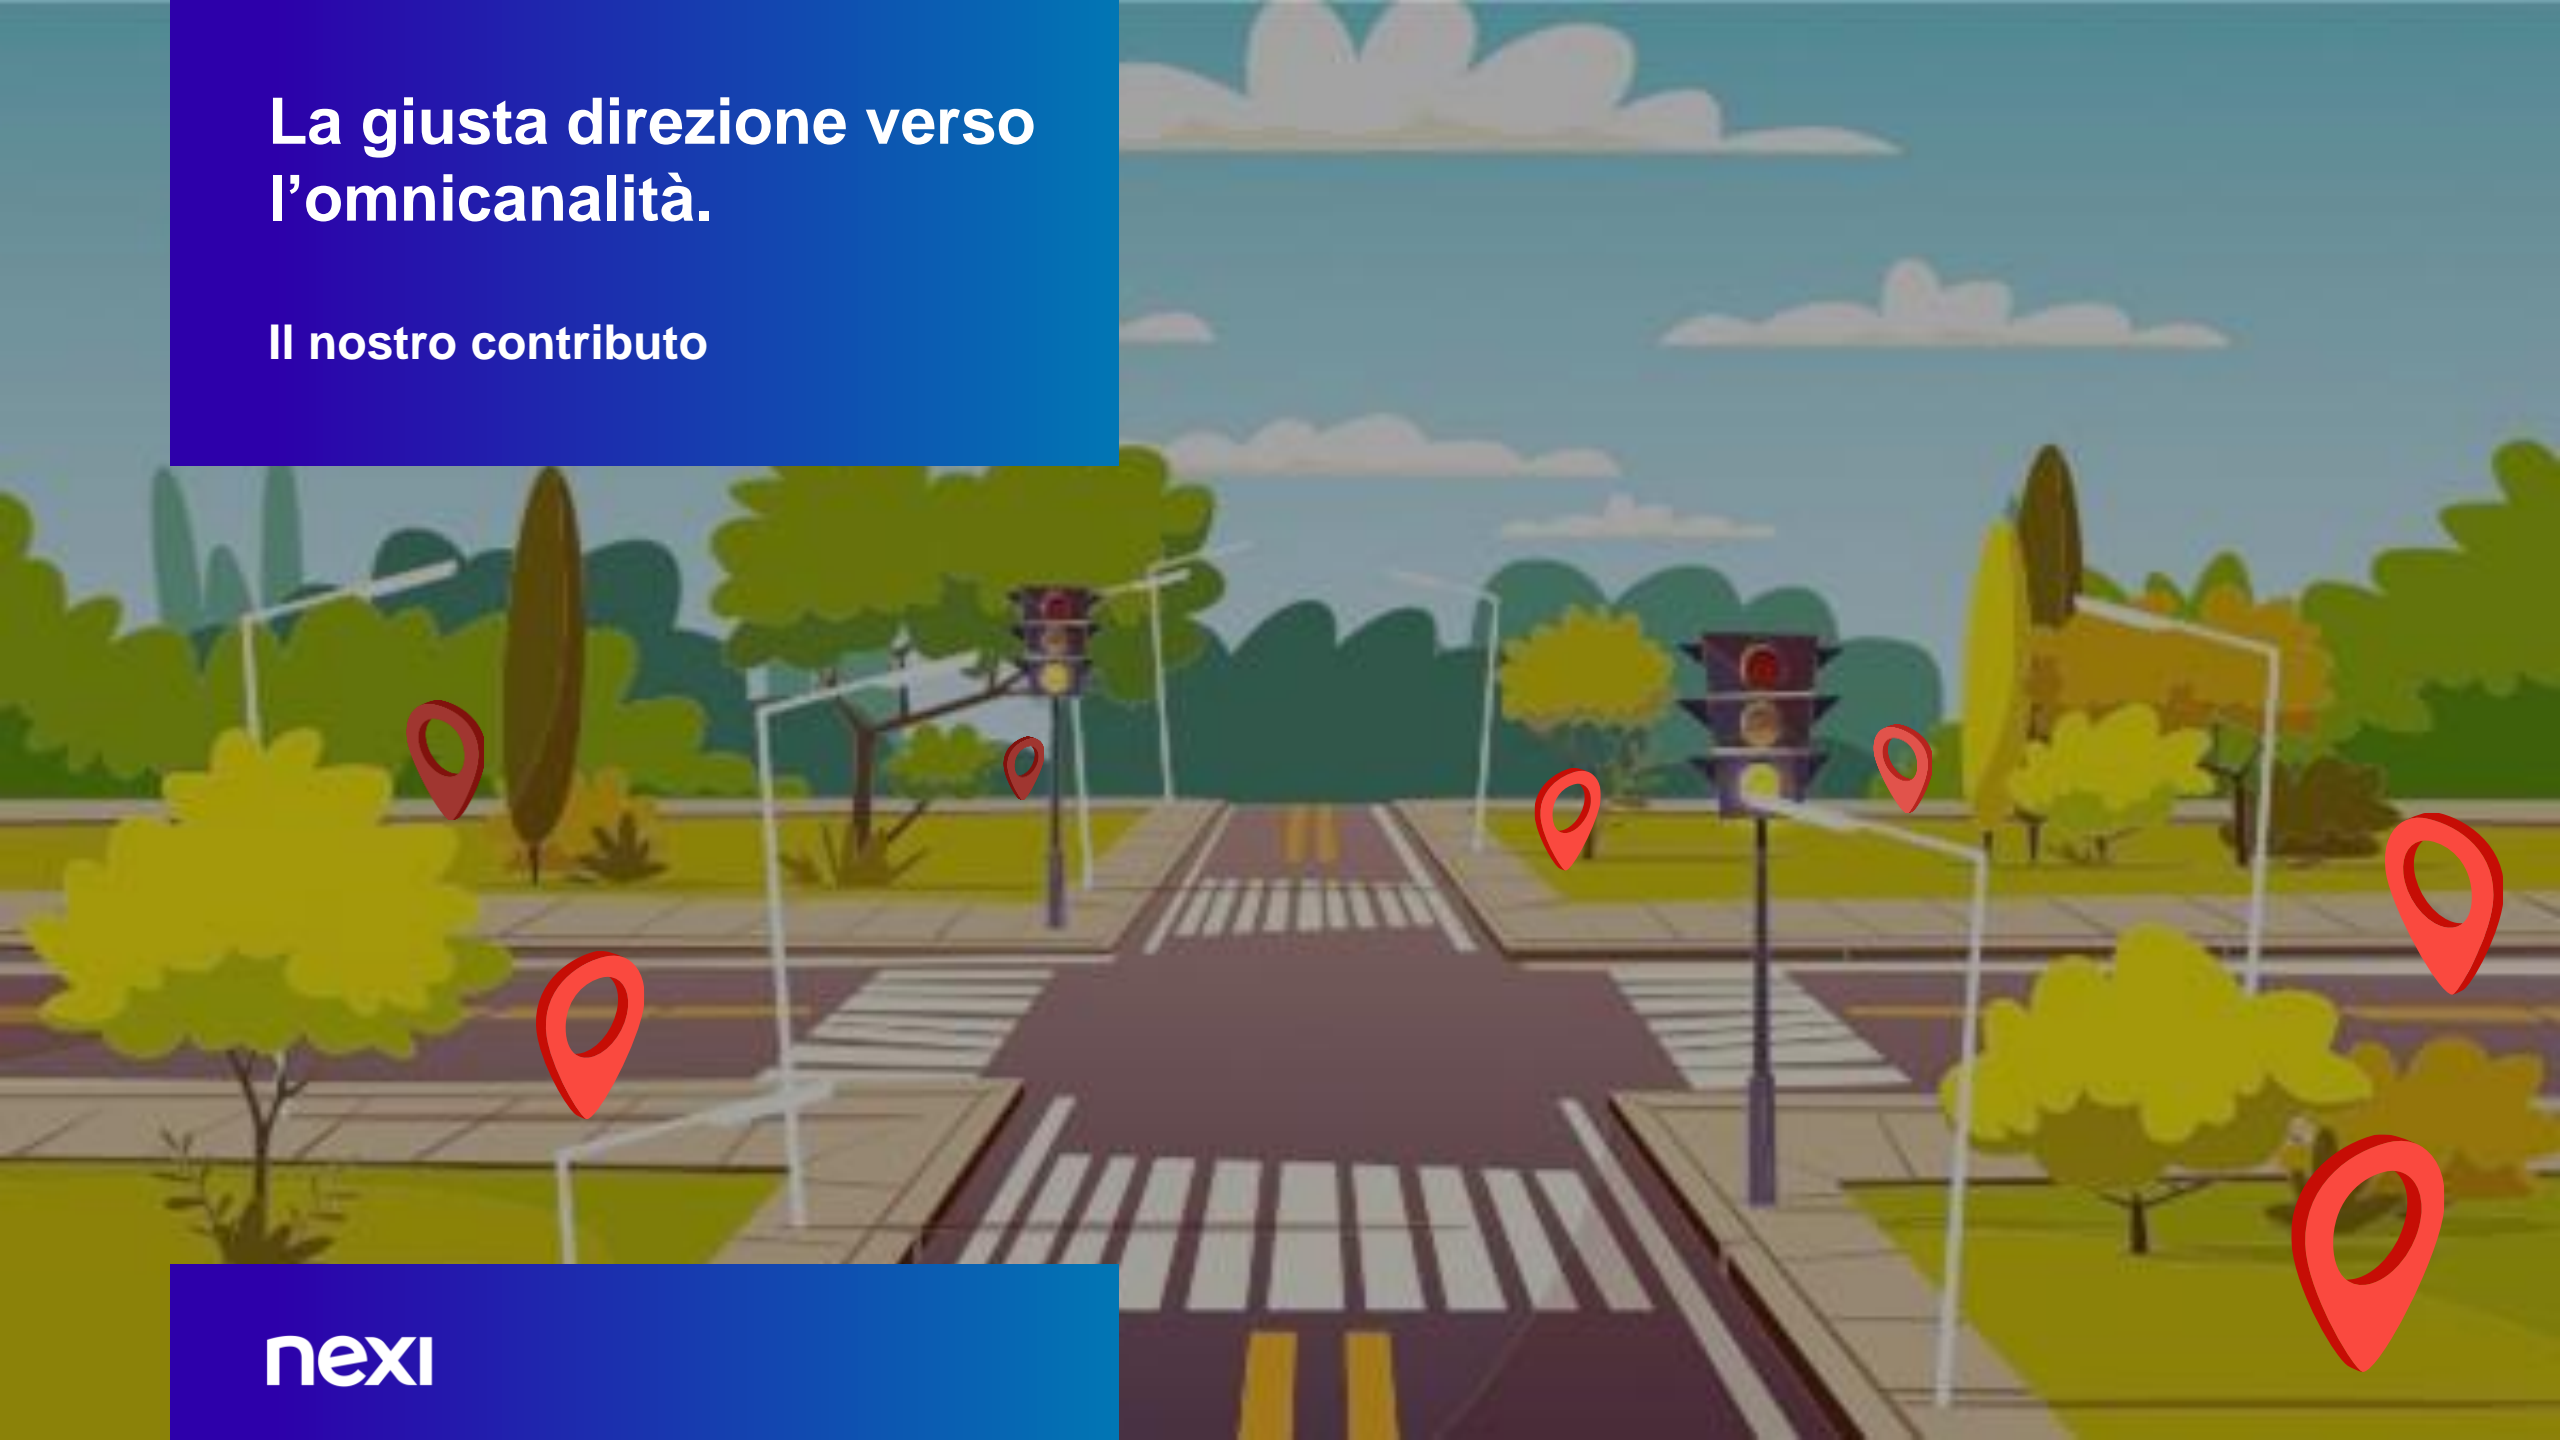 La giusta direzione verso
l’omnicanalità.
Il nostro contributo
nexi